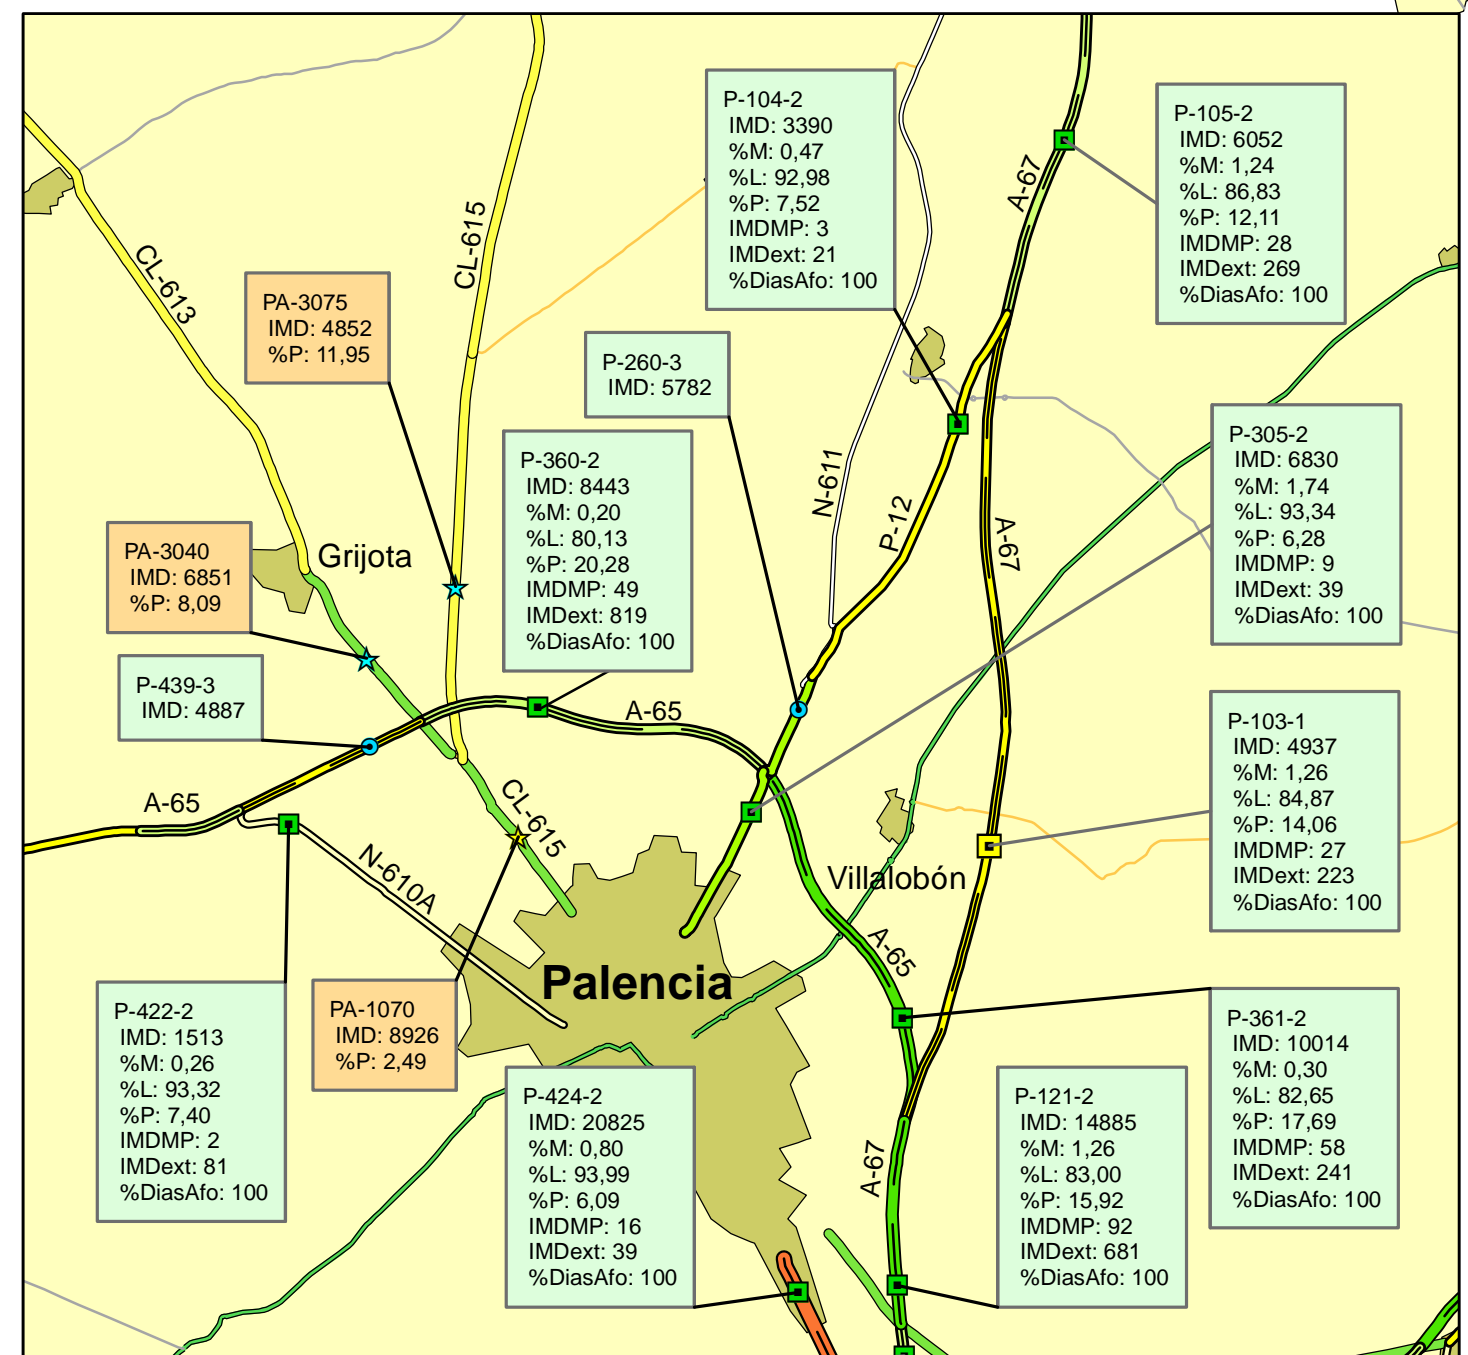 P-104-2
IMD: 3390
%M: 0,47
%L: 92,98
%P: 7,52
IMDMP: 3
IMDext: 21
%DiasAfo: 100
P-105-2
IMD: 6052
%M: 1,24
%L: 86,83
%P: 12,11
IMDMP: 28
IMDext: 269
%DiasAfo: 100
A-67
CL-615
CL-613
PA-3075
IMD: 4852
%P: 11,95
P-260-3
IMD: 5782
P-360-2
IMD: 8443
%M: 0,20
%L: 80,13
%P: 20,28
IMDMP: 49
IMDext: 819
%DiasAfo: 100
N-611
P-12
A-67
P-305-2
IMD: 6830
%M: 1,74
%L: 93,34
%P: 6,28
IMDMP: 9
IMDext: 39
%DiasAfo: 100
Grijota
PA-3040
IMD: 6851
%P: 8,09
P-439-3
IMD: 4887
A-65
A-65
P-103-1
IMD: 4937
%M: 1,26
%L: 84,87
%P: 14,06
IMDMP: 27
IMDext: 223
%DiasAfo: 100
CL-615
N-610A
Villalobón
A-65
Palencia
P-422-2
IMD: 1513
%M: 0,26
%L: 93,32
%P: 7,40
IMDMP: 2
IMDext: 81
%DiasAfo: 100
PA-1070
IMD: 8926
%P: 2,49
P-424-2
IMD: 20825
%M: 0,80
%L: 93,99
%P: 6,09
IMDMP: 16
IMDext: 39
%DiasAfo: 100
A-67
P-121-2
IMD: 14885
%M: 1,26
%L: 83,00
%P: 15,92
IMDMP: 92
IMDext: 681
%DiasAfo: 100
P-361-2
IMD: 10014
%M: 0,30
%L: 82,65
%P: 17,69
IMDMP: 58
IMDext: 241
%DiasAfo: 100